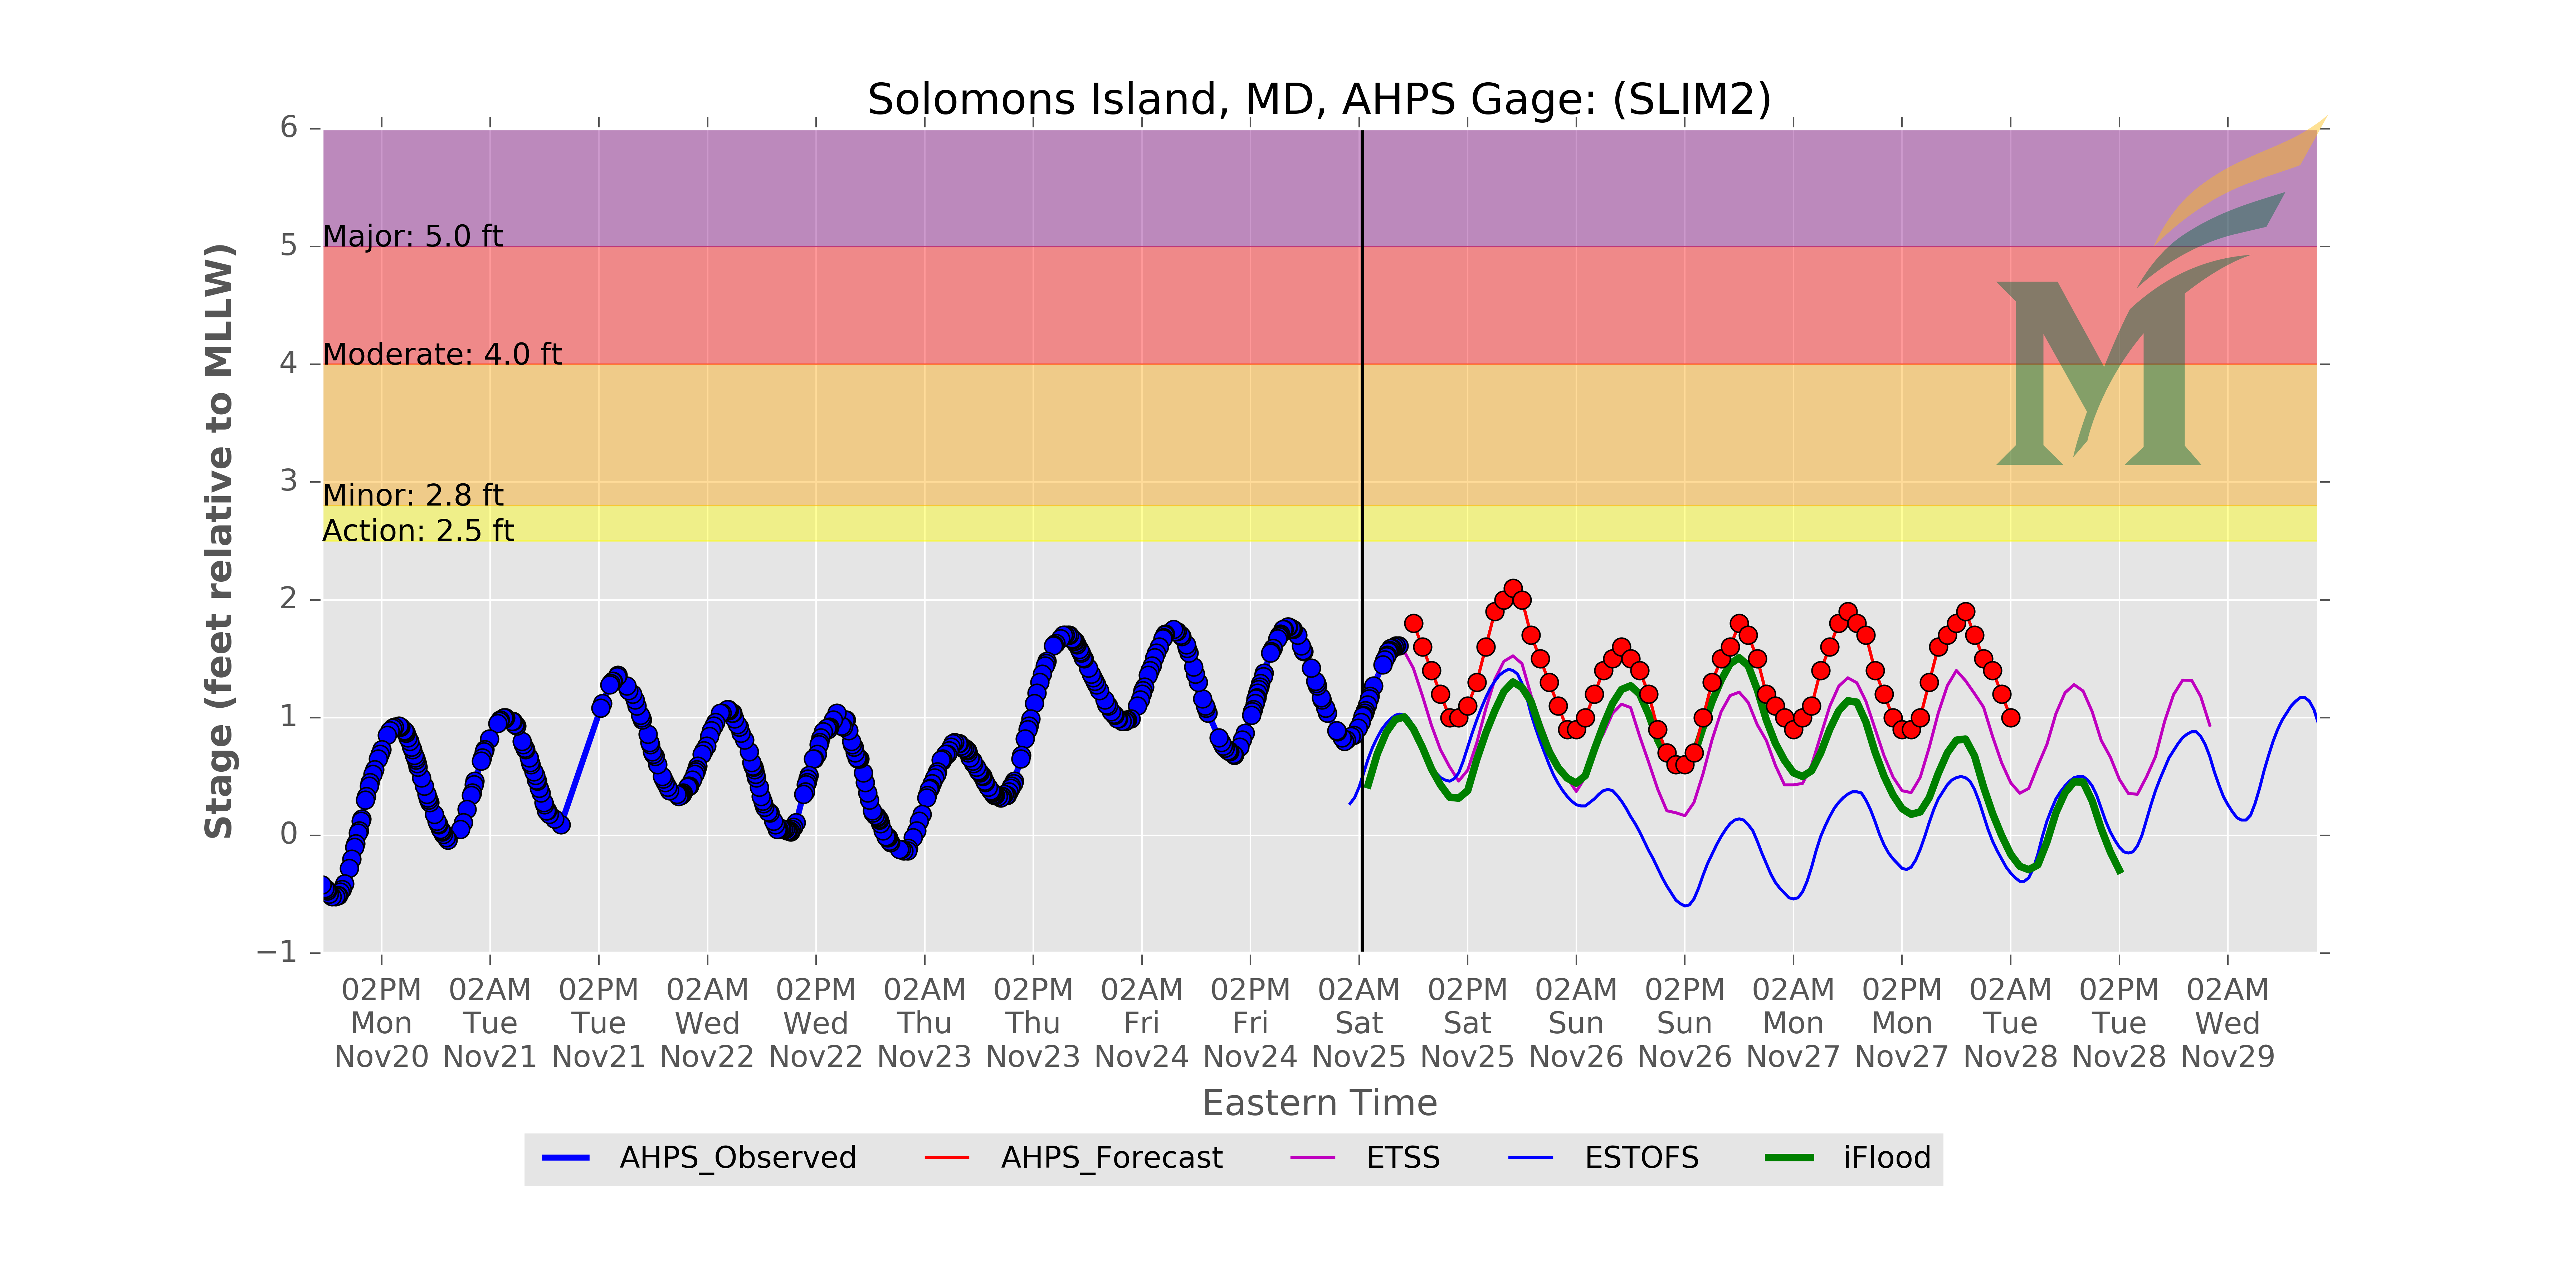 Solomons Island, MD, AHPS Gage: (SLIM2)
6
5
4
3
2
1
0
−1
Stage (feet relative to MLLW)
Major: 5.0 ft
Moderate: 4.0 ft
Minor: 2.8 ft
Action: 2.5 ft
02PM 02AM 02PM 02AM 02PM 02AM 02PM 02AM 02PM 02AM 02PM 02AM 02PM 02AM 02PM 02AM 02PM 02AM
Mon Tue Tue Wed Wed Thu Thu Fri Fri Sat Sat Sun Sun Mon Mon Tue Tue Wed
Nov20 Nov21 Nov21 Nov22 Nov22 Nov23 Nov23 Nov24 Nov24 Nov25 Nov25 Nov26 Nov26 Nov27 Nov27 Nov28 Nov28 Nov29
Eastern Time
AHPS_Observed AHPS_Forecast ETSS ESTOFS iFlood
M